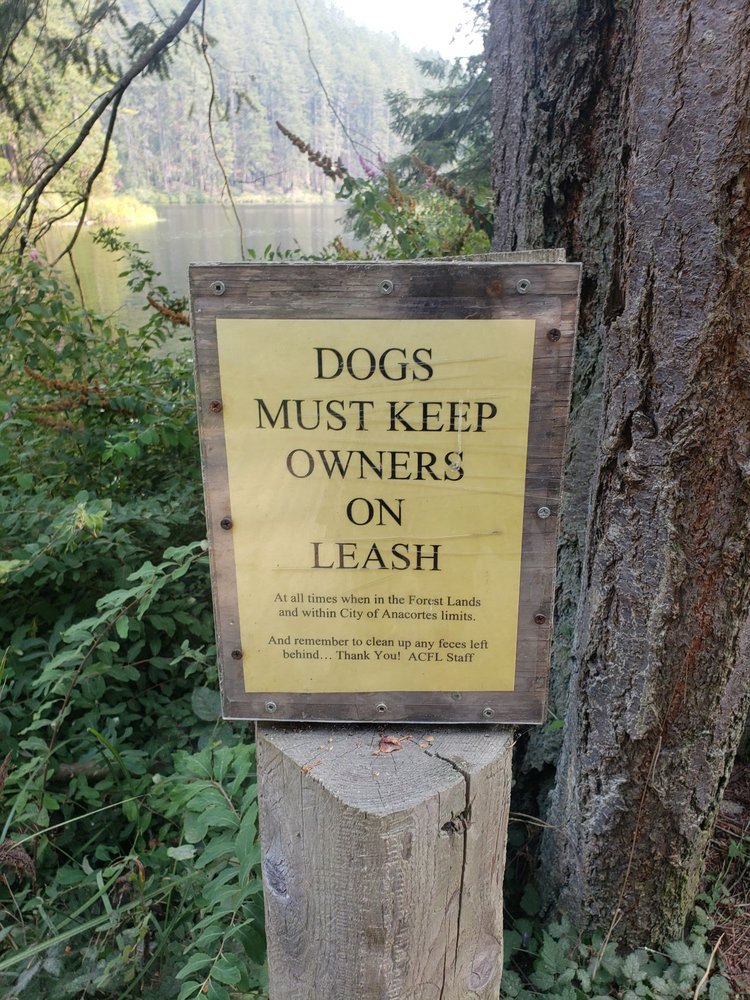 DOGS
MUST KEEP
OWNERS
ON
LEASH
At all times when in the Forest Lands
and within City of Anacortes limits.
And remember to clean up any feces left
behind… Thank You! ACFL Staff